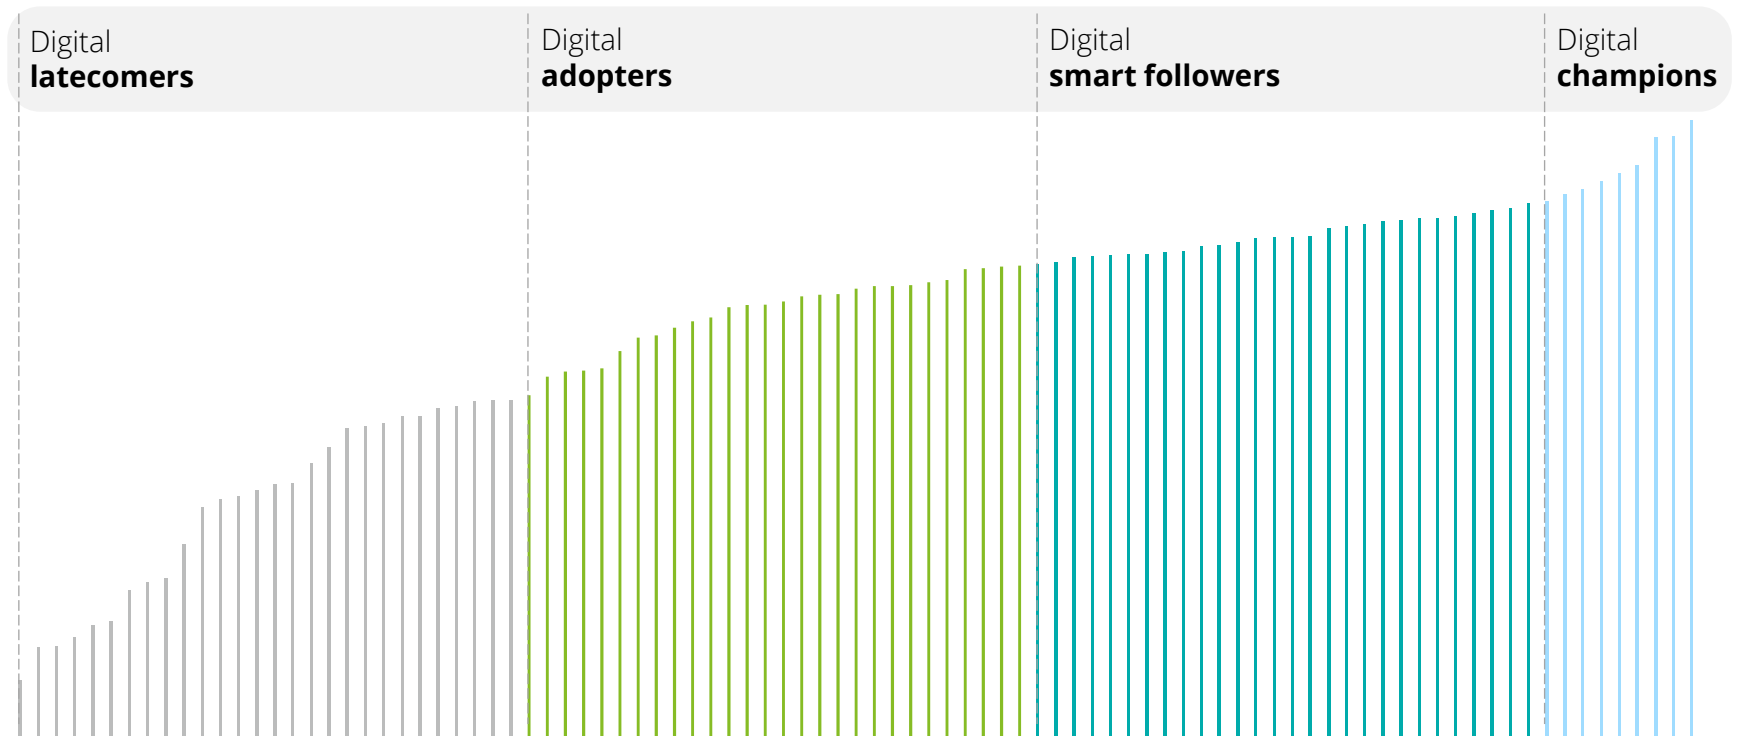 Digital
latecomers
Digital
adopters
Digital
smart followers
Digital
champions